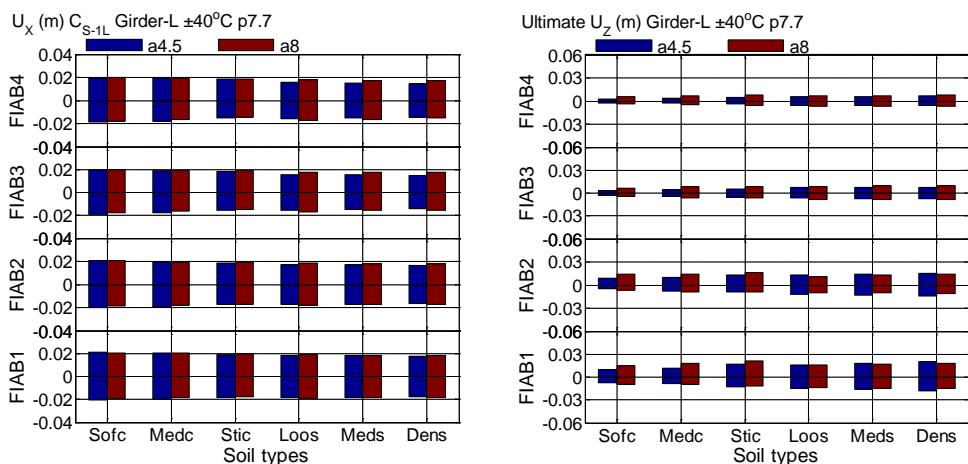 U_X (m) C_S-1L Girder-L ±40°C p7.7
a4.5 a8
0.04
0.02
0
-0.02
-0.04
FIAB4
0.02
0
-0.02
-0.04
FIAB3
0.02
0
-0.02
-0.04
FIAB2
0.02
0
-0.02
-0.04
FIAB1
Sofc Medc Stic Loos Meds Dens
Soil types
Ultimate U_Z (m) Girder-L ±40°C p7.7
a4.5 a8
0.06
0.03
0
-0.03
-0.06
FIAB4
0.03
0
-0.03
-0.06
FIAB3
0.03
0
-0.03
-0.06
FIAB2
0.03
0
-0.03
-0.06
FIAB1
Sofc Medc Stic Loos Meds Dens
Soil types